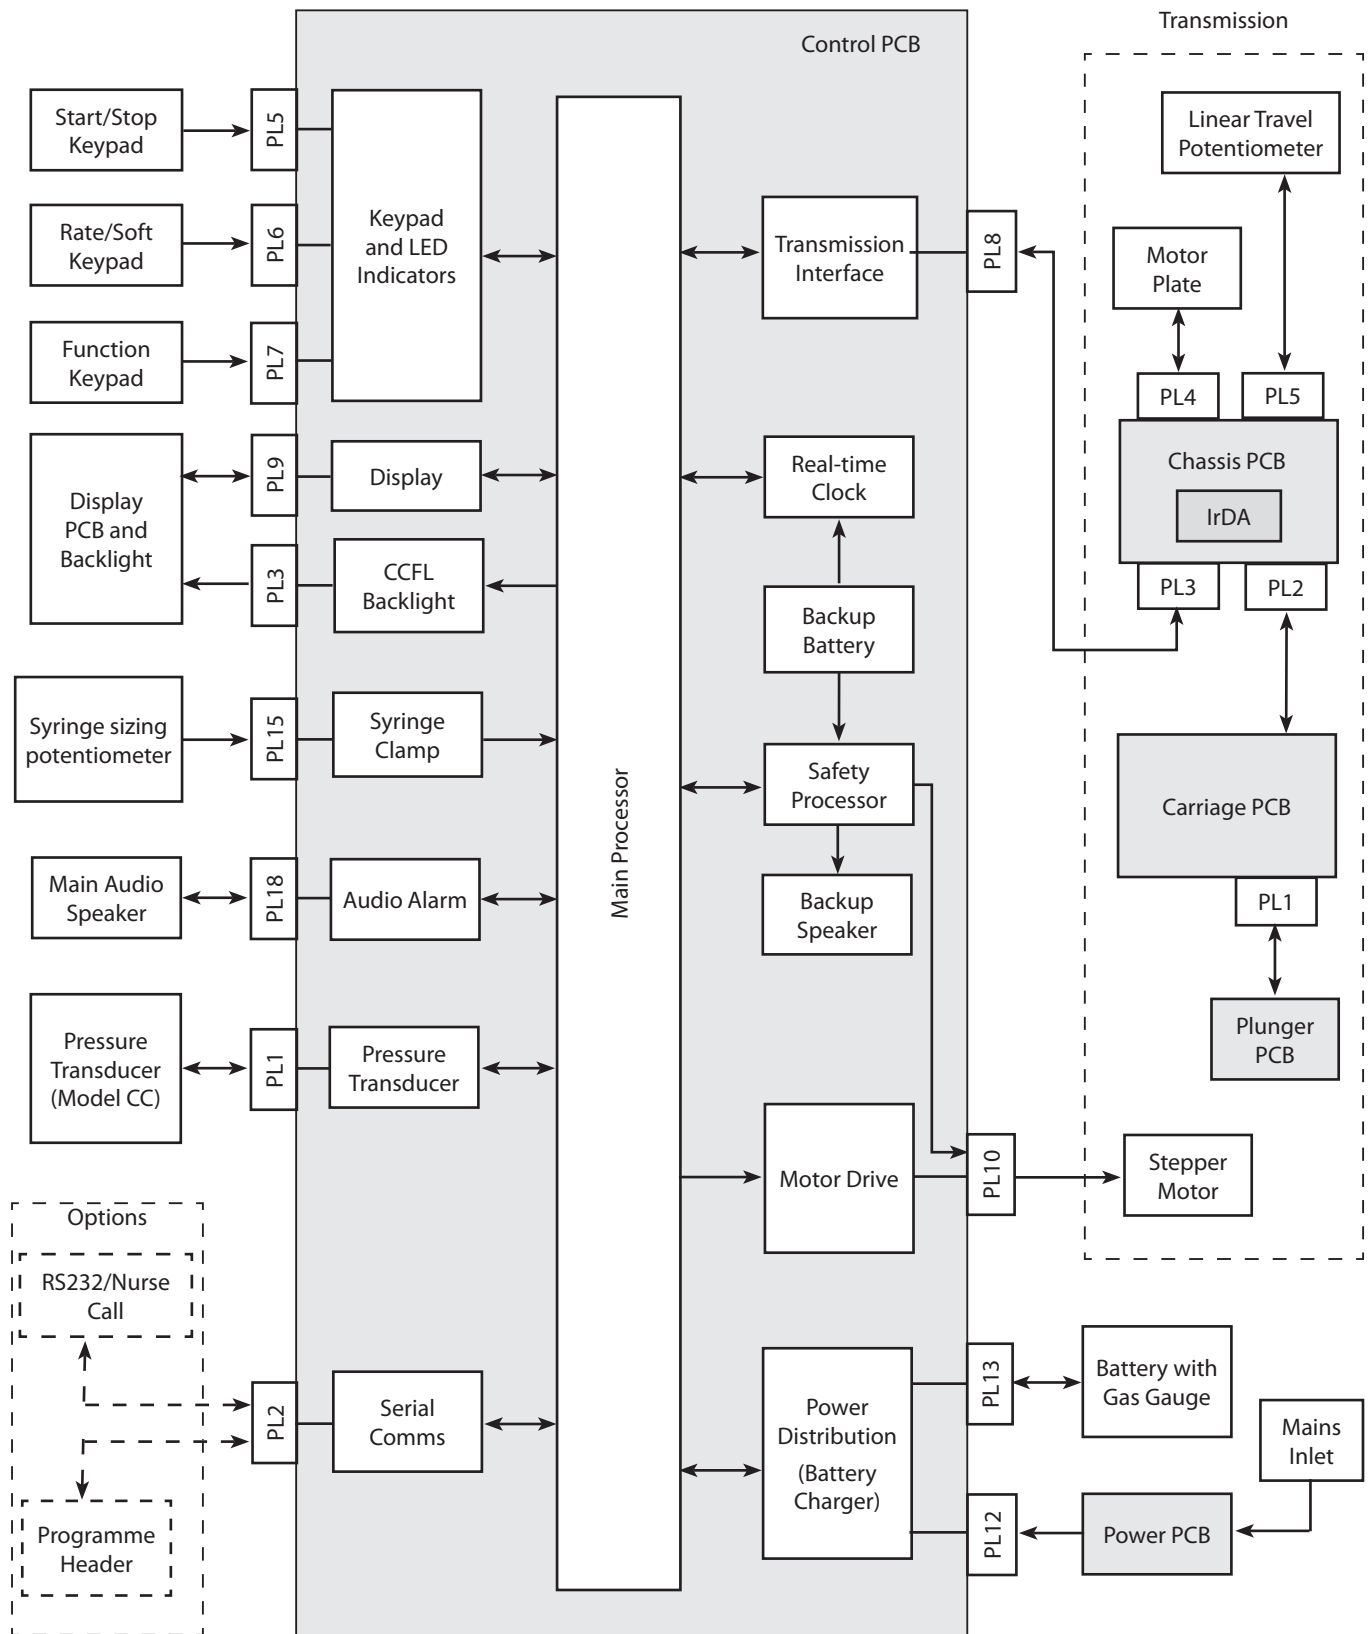 Control PCB
Transmission
Start/Stop
Keypad
PL5
Rate/Soft
Keypad
PL6
Function
Keypad
PL7
Keypad
and LED
Indicators
Display
PCB and
Backlight
PL9
Display
PL3
CCFL
Backlight
Syringe sizing
potentiometer
PL15
Syringe
Clamp
Main Audio
Speaker
PL18
Audio Alarm
Pressure
Transducer
(Model CC)
PL1
Pressure
Transducer
Options
RS232/Nurse
Call
Programme
Header
PL2
Serial
Comms
Main Processor
Transmission
Interface
PL8
Real-time
Clock
Backup
Battery
Safety
Processor
Backup
Speaker
Motor Drive
PL10
Power
Distribution
(Battery
Charger)
PL13
PL12
Linear Travel
Potentiometer
Motor
Plate
PL4
PL5
Chassis PCB
IrDA
PL3
PL2
Carriage PCB
PL1
Plunger
PCB
Stepper
Motor
Battery with
Gas Gauge
Mains
Inlet
Power PCB